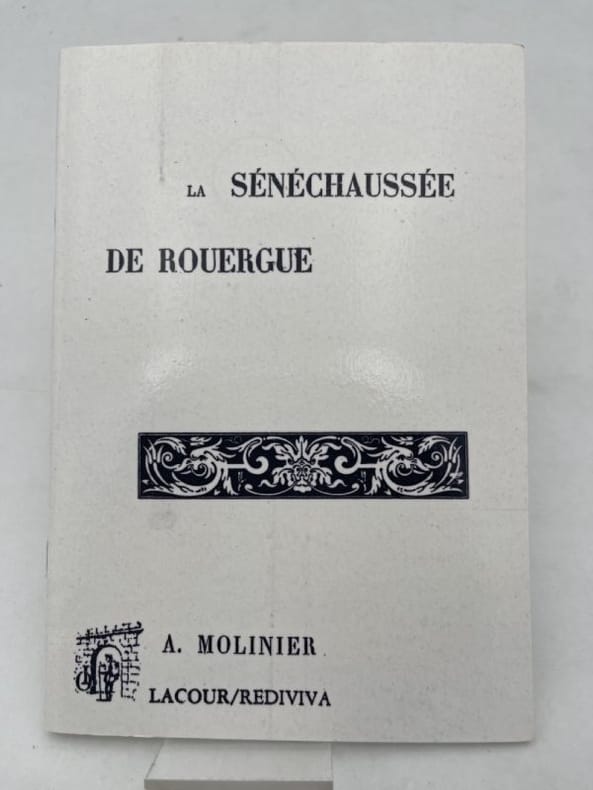 LA SÉNÉCHAUSSÉE
DE ROUERGUE
A. MOLINIER
LACOUR/REDIVIVA